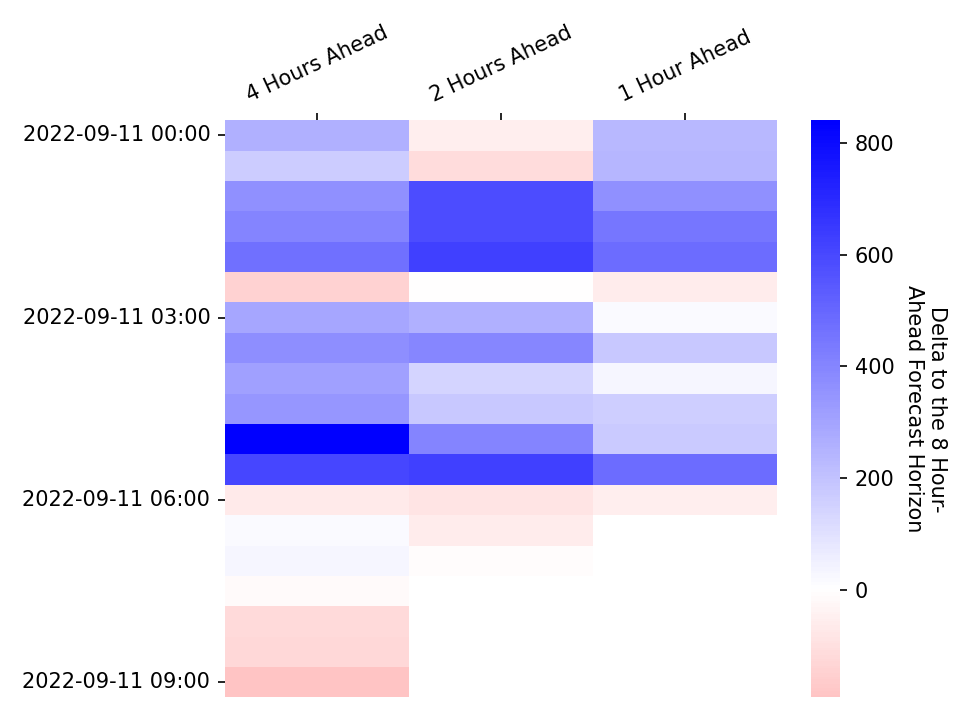 4 Hours Ahead
2 Hours Ahead
1 Hour Ahead
2022-09-11 00:00
2022-09-11 03:00
2022-09-11 06:00
2022-09-11 09:00
800
600
400
200
0
Delta to the 8 Hour-
Ahead Forecast Horizon